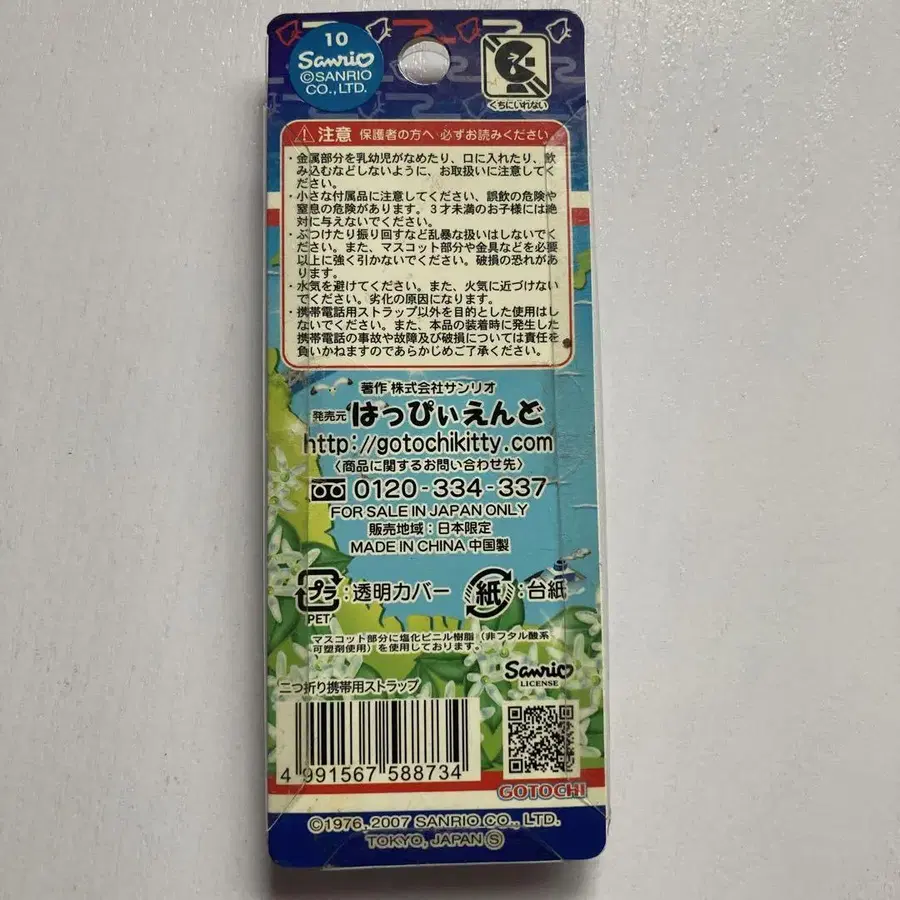 10
Sanrio
©SANRIO
CO.,LTD.
くちにいれない
注意 保護者の方へ 必ずお読みください。
・金属部分を乳幼児がなめたり、口に入れたり、飲
み込むなどしないように、お取扱いに注意してく
ださい。
・小さな付属品に注意してください、誤飲の危険や
窒息の危険があります。3才未満のお子様には絶
対に与えないでください。
・ぶつけたり振り回すなど乱暴な扱いはしないでく
ださい。また、マスコット部分や金具などを必要
以上に強く引かないでください。破損の恐れがあ
ります。
・水気を避けてください。また、火気に近づけない
でください。劣化の原因になります。
・携帯電話用ストラップ以外を目的とした使用はし
ないでください。また、本品の装着時に発生した
携帯電話の事故や故障及び破損については責任を
負いかねますのであらかじめご了承ください。
著作 株式会社サンリオ
発売元 はっぴぃえんど
http://gotochikitty.com
〈商品に関するお問い合わせ先〉
0120-334-337
FOR SALE IN JAPAN ONLY
販売地域：日本限定
MADE IN CHINA 中国製
プラ：透明カバー 紙：台紙
PET
マスコット部分に塩化ビニル樹脂（非フタル酸系
可塑剤使用）を使用しております。
Sanrio
LICENSE
二つ折り携帯用ストラップ
4 991567 588734
GOTOCHI
©1976, 2007 SANRIO CO., LTD.
TOKYO, JAPAN Ⓢ